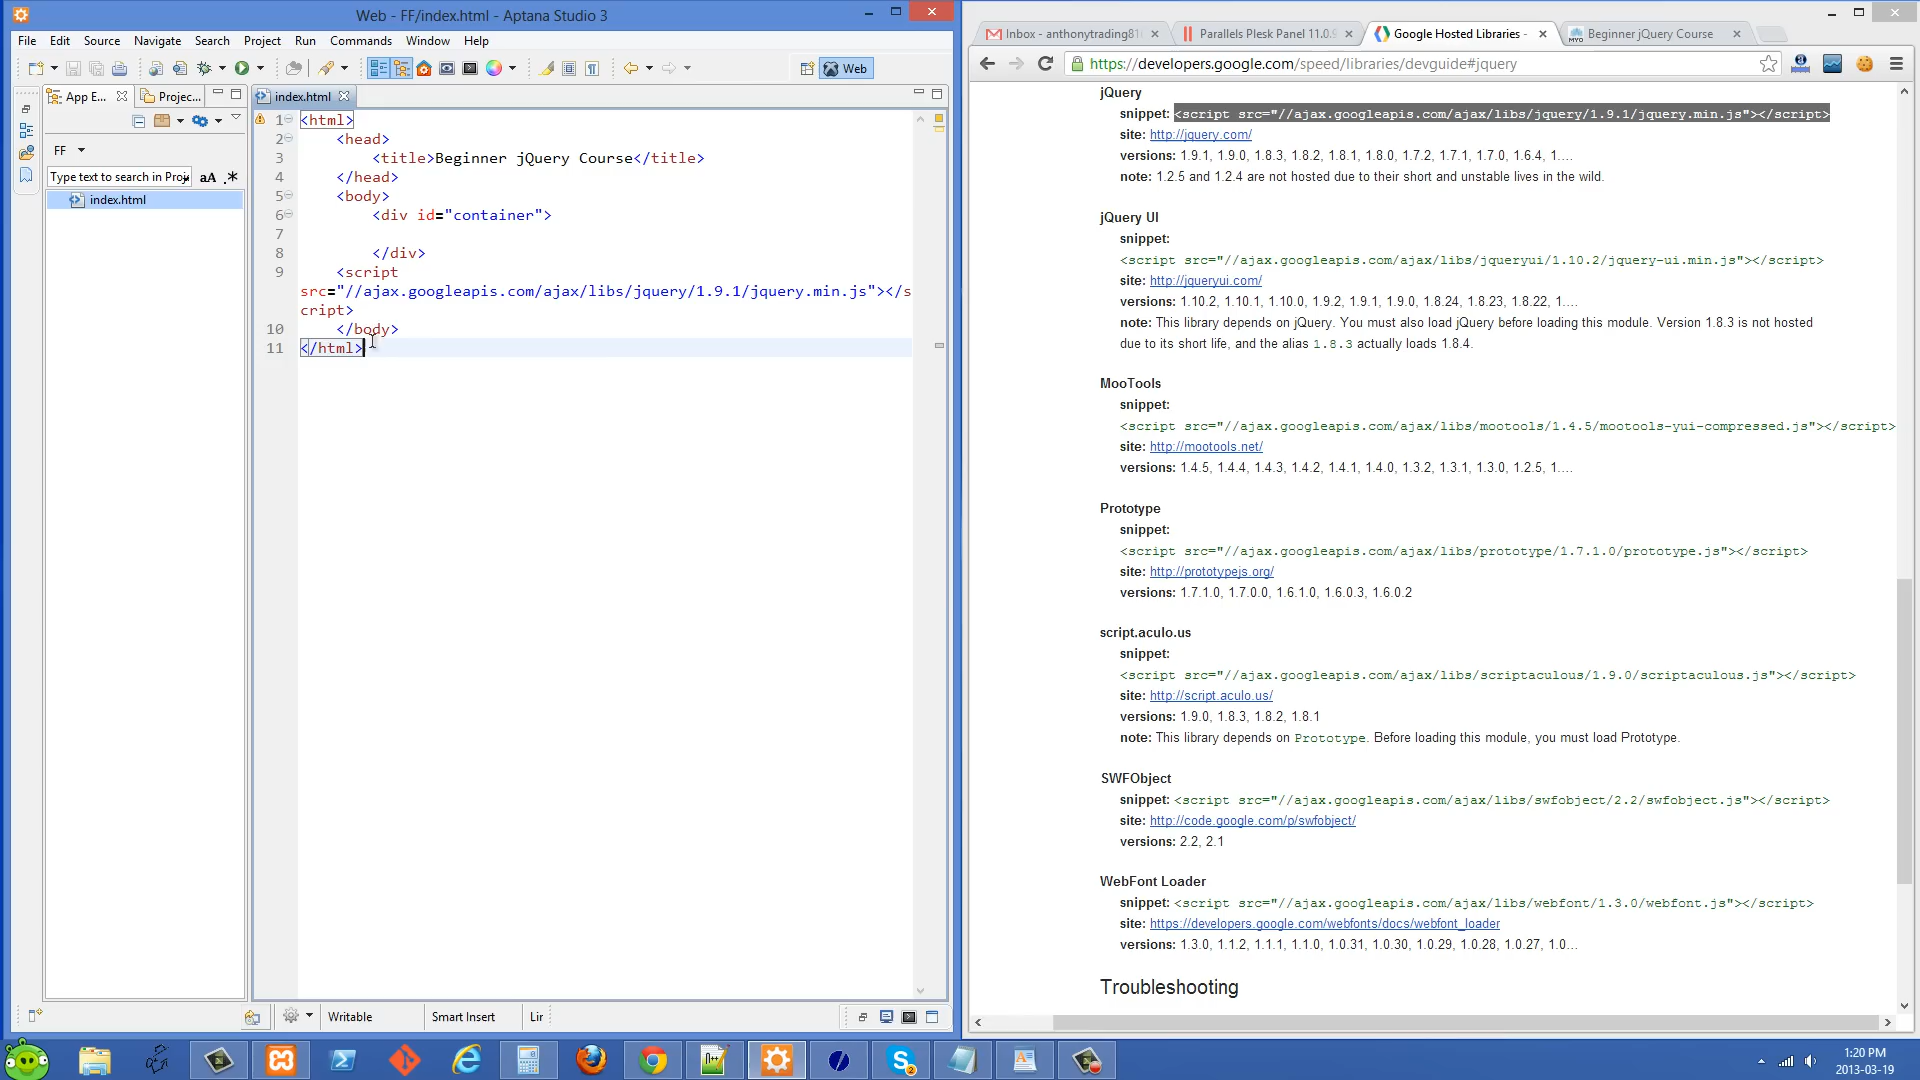 Web - FF/index.html - Aptana Studio 3
File Edit Source Navigate Search Project Run Commands Window Help
Web
App E... Projec...
FF
Type text to search in Proj aA .*
index.html
index.html
1 <html>
2 <head>
3 <title>Beginner jQuery Course</title>
4 </head>
5 <body>
6 <div id="container">
7
8 </div>
9 <script
src="//ajax.googleapis.com/ajax/libs/jquery/1.9.1/jquery.min.js"></s
cript>
10 </body>
11 </html>
Writable Smart Insert Lir
Inbox - anthonytrading81 Parallels Plesk Panel 11.0.9 Google Hosted Libraries - Beginner jQuery Course
https://developers.google.com/speed/libraries/devguide#jquery
jQuery
snippet: <script src="//ajax.googleapis.com/ajax/libs/jquery/1.9.1/jquery.min.js"></script>
site: http://jquery.com/
versions: 1.9.1, 1.9.0, 1.8.3, 1.8.2, 1.8.1, 1.8.0, 1.7.2, 1.7.1, 1.7.0, 1.6.4, 1....
note: 1.2.5 and 1.2.4 are not hosted due to their short and unstable lives in the wild.
jQuery UI
snippet:
<script src="//ajax.googleapis.com/ajax/libs/jqueryui/1.10.2/jquery-ui.min.js"></script>
site: http://jqueryui.com/
versions: 1.10.2, 1.10.1, 1.10.0, 1.9.2, 1.9.1, 1.9.0, 1.8.24, 1.8.23, 1.8.22, 1....
note: This library depends on jQuery. You must also load jQuery before loading this module. Version 1.8.3 is not hosted
due to its short life, and the alias 1.8.3 actually loads 1.8.4.
MooTools
snippet:
<script src="//ajax.googleapis.com/ajax/libs/mootools/1.4.5/mootools-yui-compressed.js"></script>
site: http://mootools.net/
versions: 1.4.5, 1.4.4, 1.4.3, 1.4.2, 1.4.1, 1.4.0, 1.3.2, 1.3.1, 1.3.0, 1.2.5, 1....
Prototype
snippet:
<script src="//ajax.googleapis.com/ajax/libs/prototype/1.7.1.0/prototype.js"></script>
site: http://prototypejs.org/
versions: 1.7.1.0, 1.7.0.0, 1.6.1.0, 1.6.0.3, 1.6.0.2
script.aculo.us
snippet:
<script src="//ajax.googleapis.com/ajax/libs/scriptaculous/1.9.0/scriptaculous.js"></script>
site: http://script.aculo.us/
versions: 1.9.0, 1.8.3, 1.8.2, 1.8.1
note: This library depends on Prototype. Before loading this module, you must load Prototype.
SWFObject
snippet: <script src="//ajax.googleapis.com/ajax/libs/swfobject/2.2/swfobject.js"></script>
site: http://code.google.com/p/swfobject/
versions: 2.2, 2.1
WebFont Loader
snippet: <script src="//ajax.googleapis.com/ajax/libs/webfont/1.3.0/webfont.js"></script>
site: https://developers.google.com/webfonts/docs/webfont_loader
versions: 1.3.0, 1.1.2, 1.1.1, 1.1.0, 1.0.31, 1.0.30, 1.0.29, 1.0.28, 1.0.27, 1.0...
Troubleshooting
1:20 PM
2013-03-19